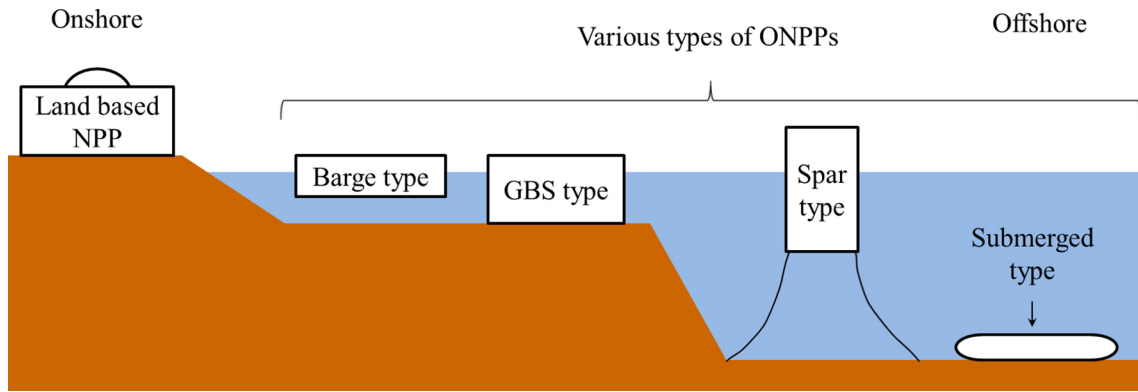 Onshore
Various types of ONPPs
Offshore
Land based
NPP
Barge type
GBS type
Spar
type
Submerged
type